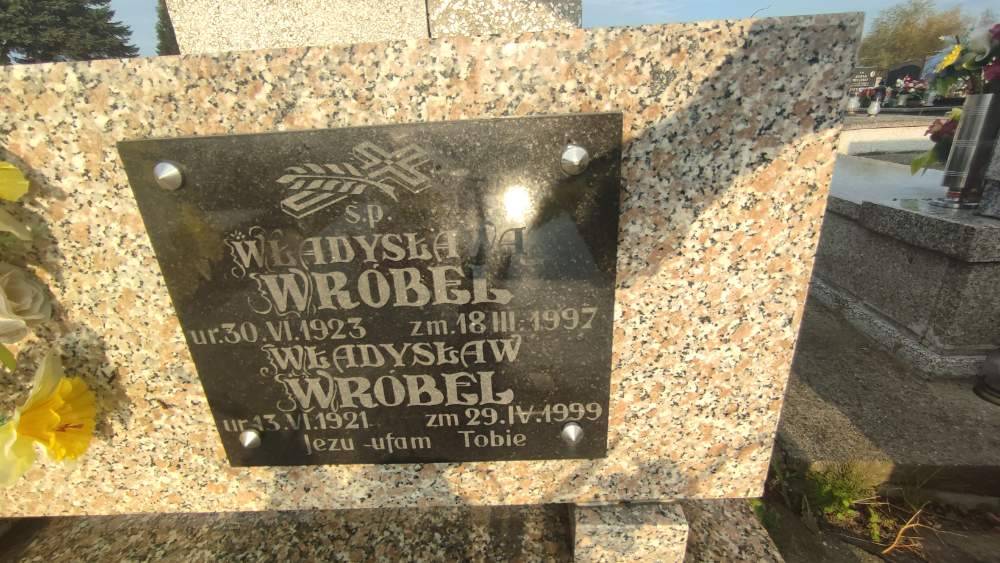 ś.p.
WŁADYSŁAWA
WRÓBEL
ur.30.VI.1923 zm.18.III.1997
WŁADYSŁAW
WRÓBEL
ur.13.VI.1921 zm 29.IV.1999
Jezu-ufam Tobie